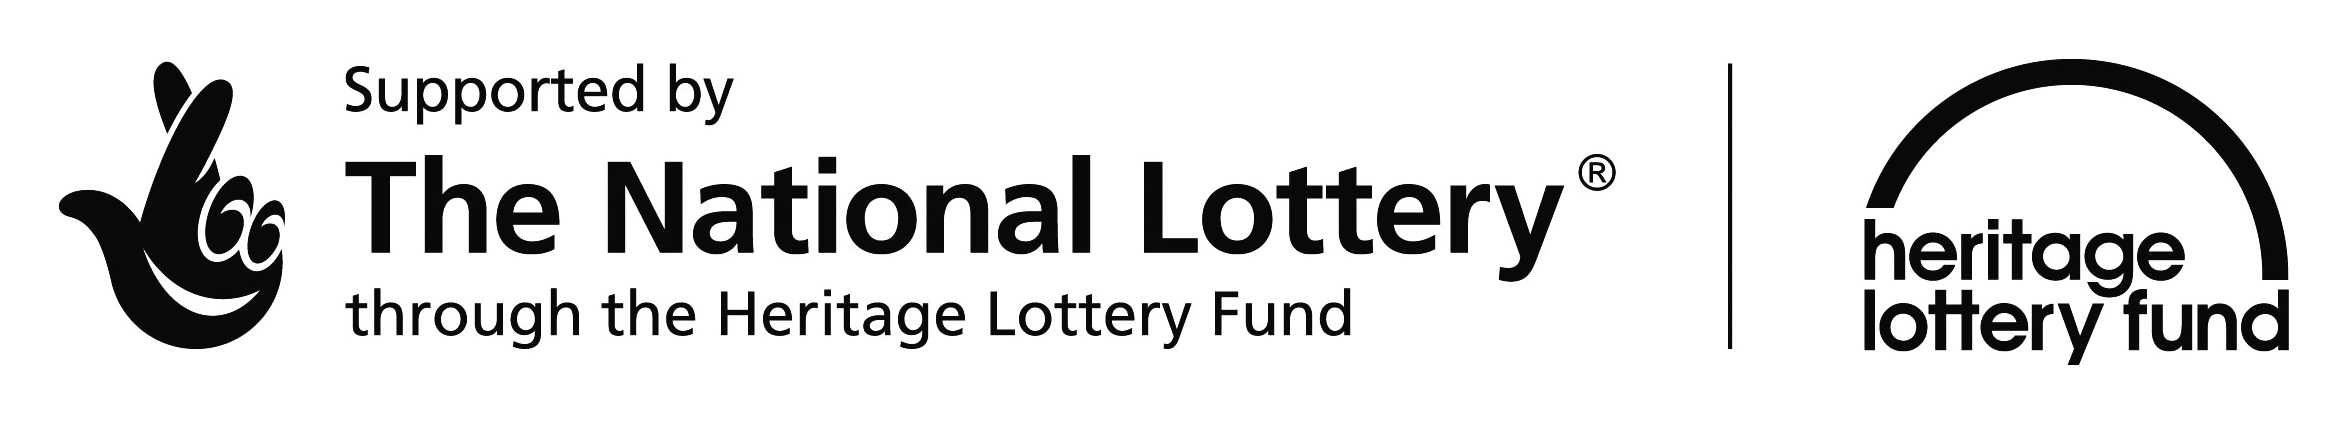 Supported by
The National Lottery®
through the Heritage Lottery Fund
heritage
lottery fund